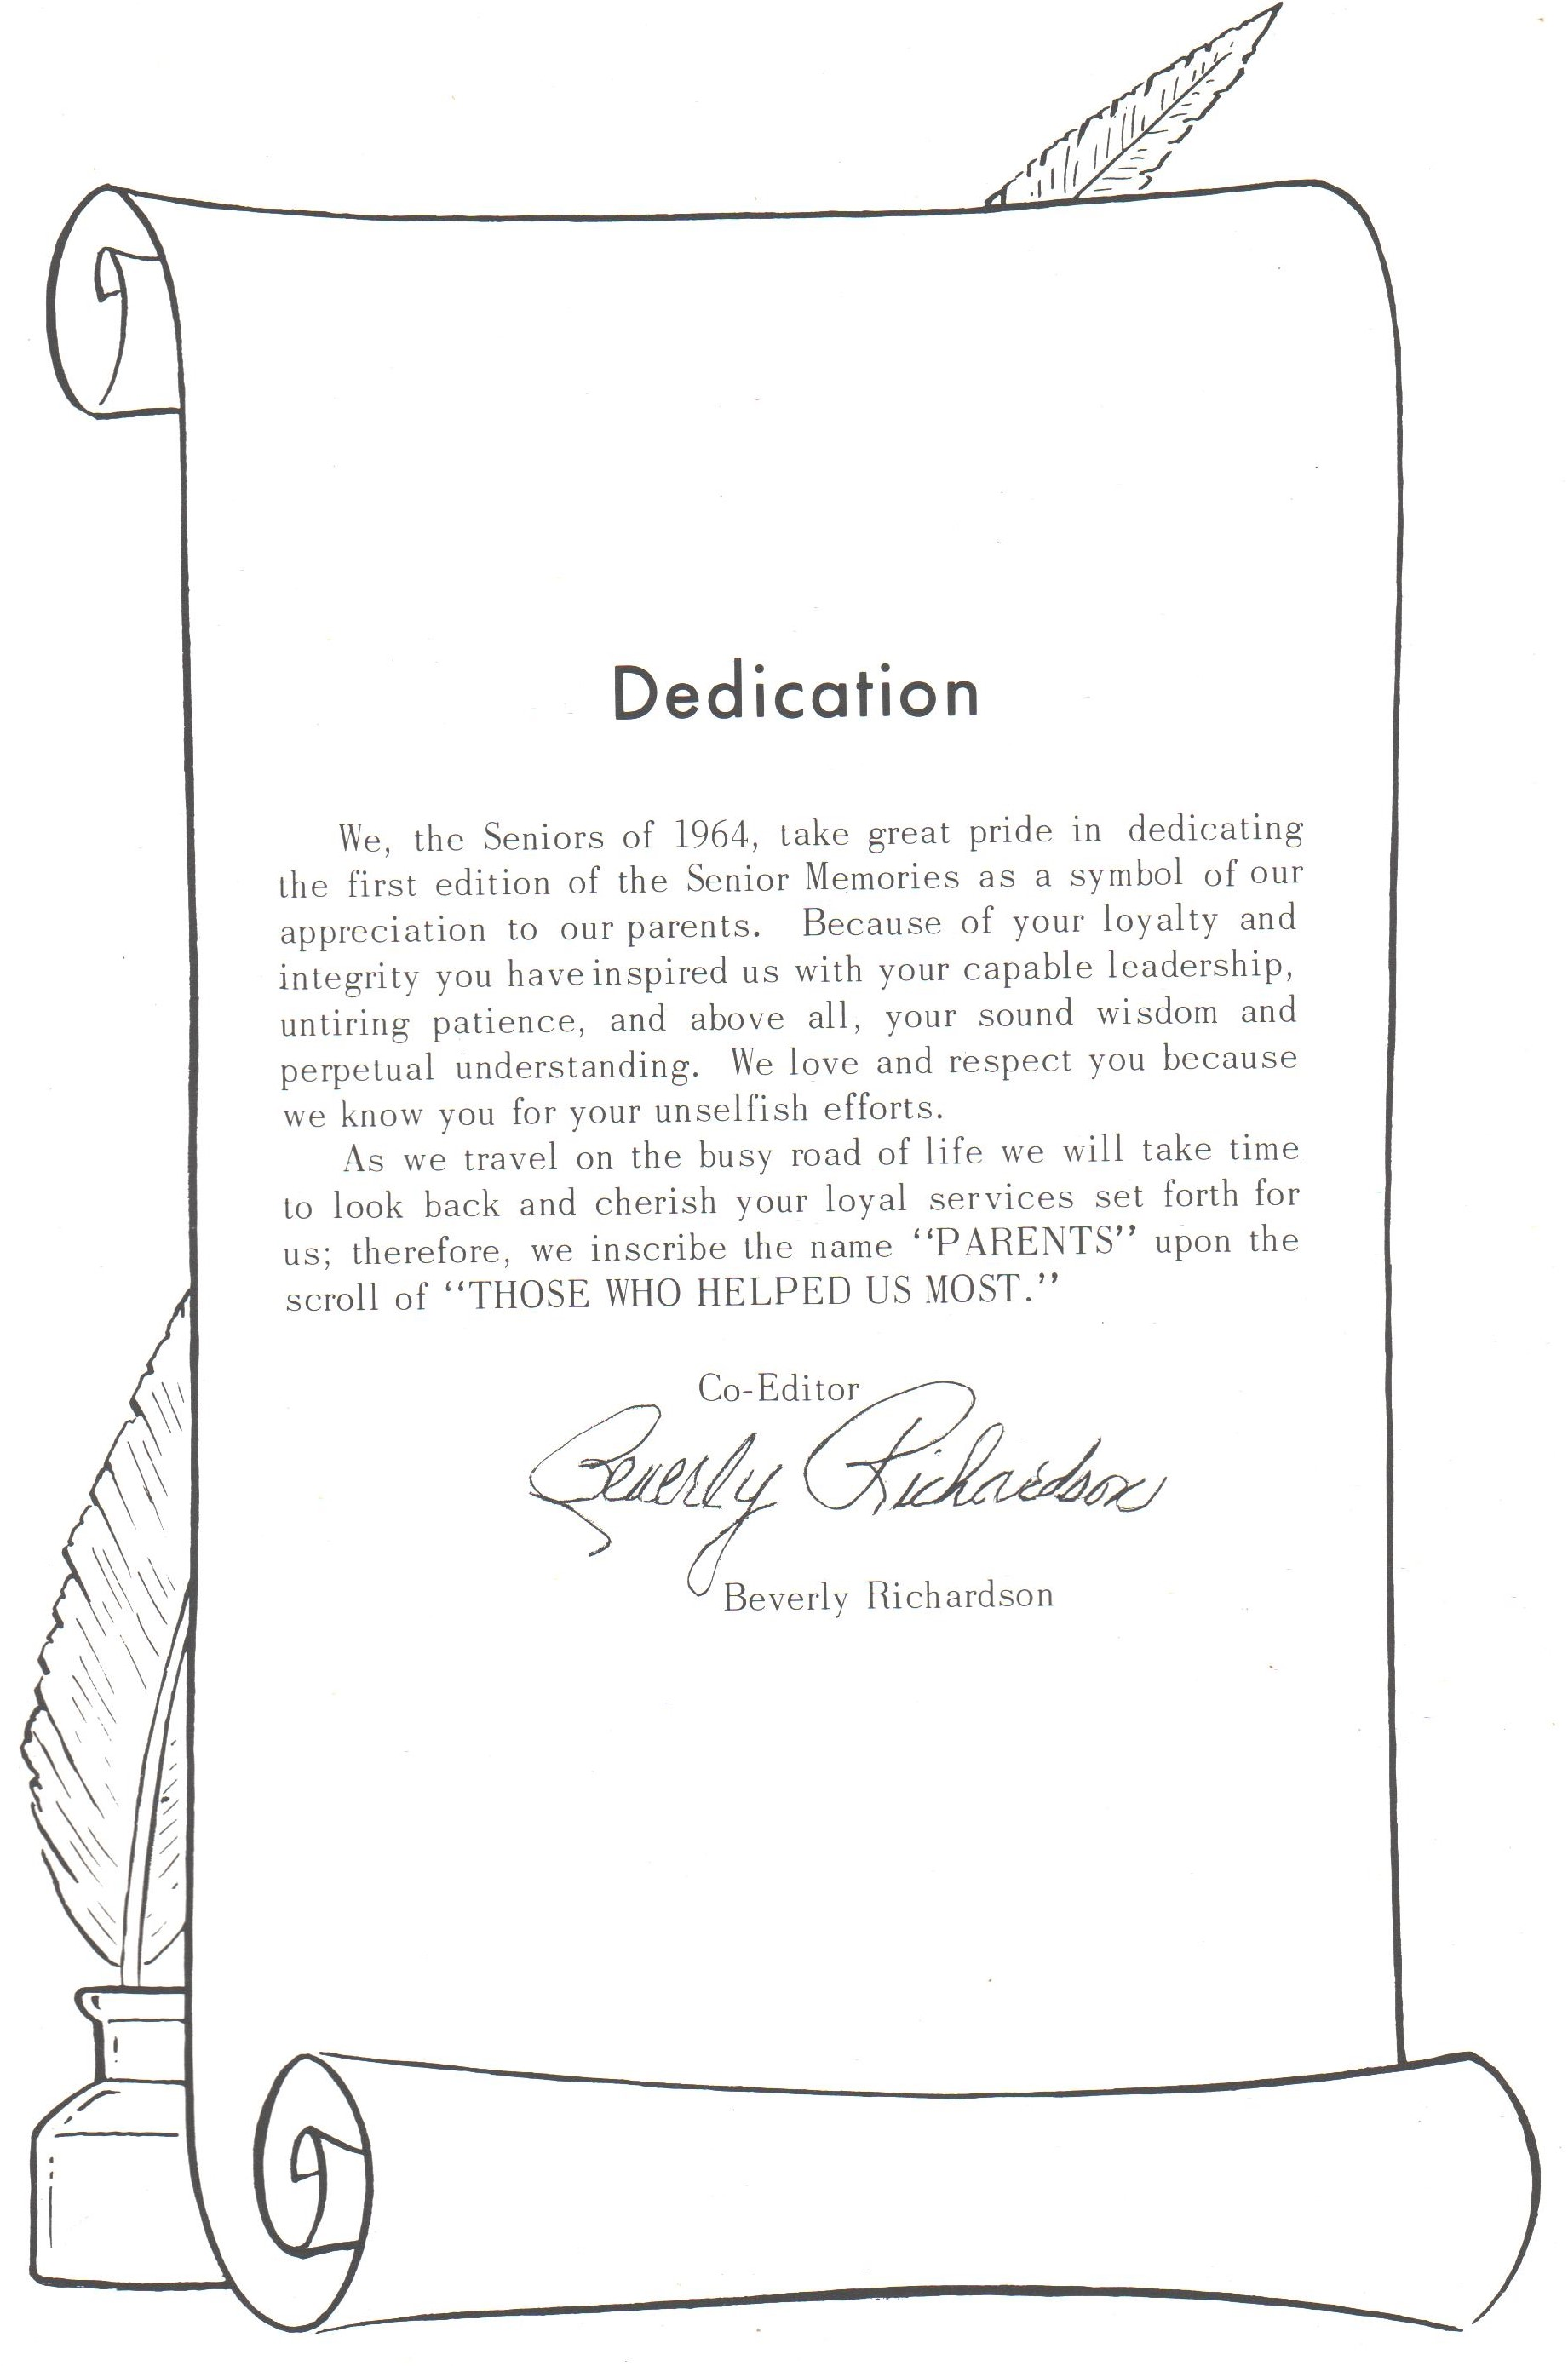 Dedication
We, the Seniors of 1964, take great pride in dedicating
the first edition of the Senior Memories as a symbol of our
appreciation to our parents. Because of your loyalty and
integrity you have inspired us with your capable leadership,
untiring patience, and above all, your sound wisdom and
perpetual understanding. We love and respect you because
we know you for your unselfish efforts.
As we travel on the busy road of life we will take time
to look back and cherish your loyal services set forth for
us; therefore, we inscribe the name “PARENTS” upon the
scroll of “THOSE WHO HELPED US MOST.”
Co-Editor
Beverly Richardson
Beverly Richardson